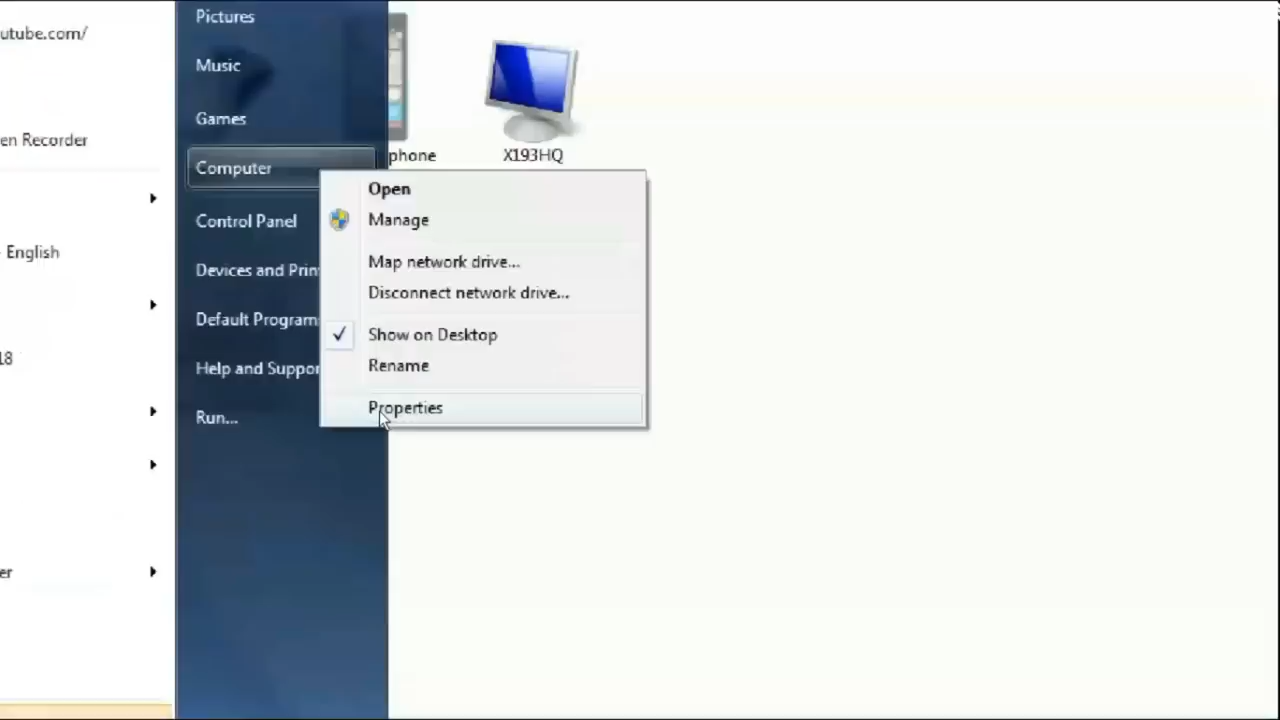 utube.com/
en Recorder
- English
18
er
Pictures
Music
Games
Computer
Control Panel
Devices and Prin
Default Program
Help and Suppor
Run...
phone
X193HQ
Open
Manage
Map network drive...
Disconnect network drive...
Show on Desktop
Rename
Properties